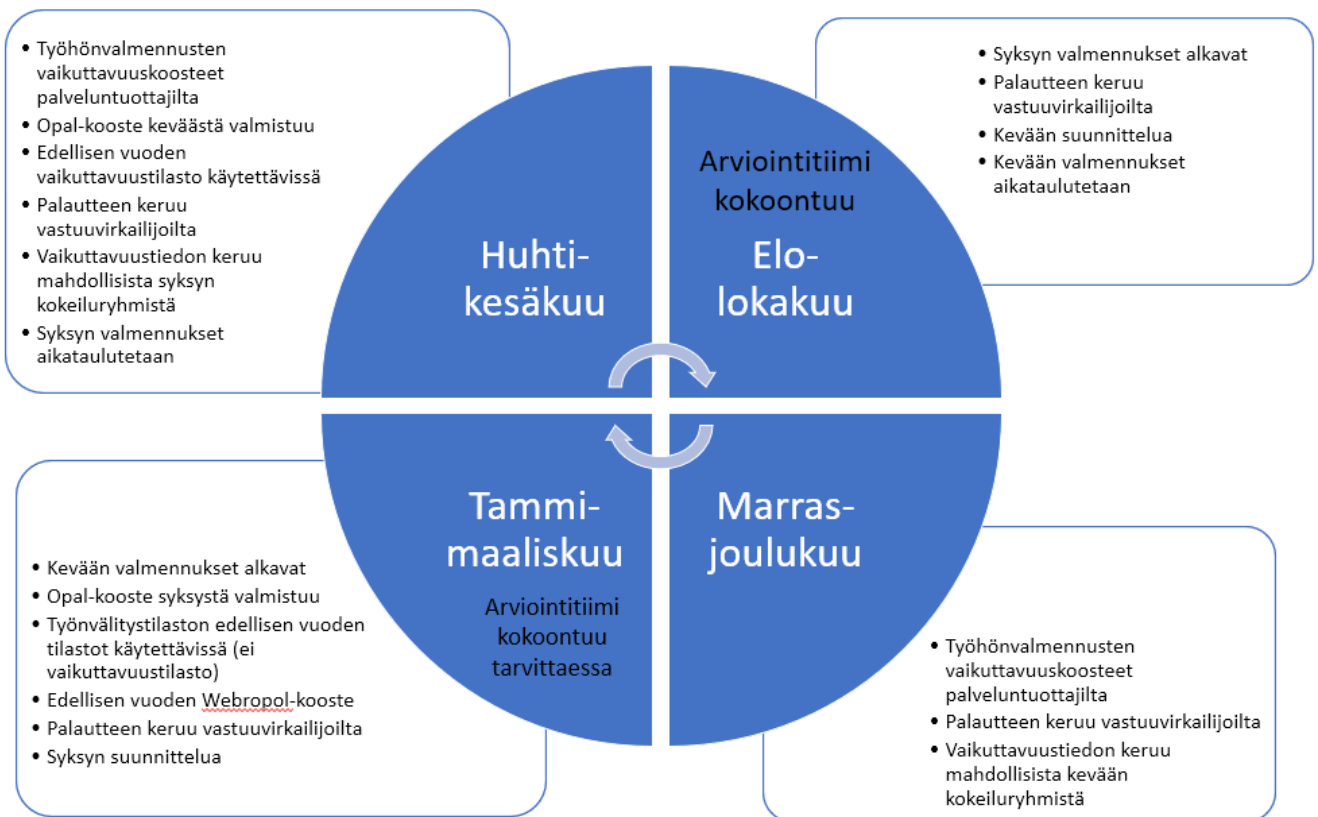 • Työhönvalmennusten
vaikuttavuuskoosteet
palveluntuottajilta
• Opal-kooste keväästä valmistuu
• Edellisen vuoden
vaikuttavuustilasto käytettävissä
• Palautteen keruu
vastuuvirkailijoilta
• Vaikuttavuustiedon keruu
mahdollisista syksyn
kokeiluryhmistä
• Syksyn valmennukset
aikataulutetaan
Huhti-
kesäkuu
Arviointitiimi
kokoontuu
Elo-
lokakuu
• Syksyn valmennukset alkavat
• Palautteen keruu
vastuuvirkailijoilta
• Kevään suunnittelua
• Kevään valmennukset
aikataulutetaan
• Kevään valmennukset alkavat
• Opal-kooste syksystä valmistuu
• Työnvälitystilaston edellisen vuoden
tilastot käytettävissä (ei
vaikuttavuustilasto)
• Edellisen vuoden Webropol-kooste
• Palautteen keruu vastuuvirkailijoilta
• Syksyn suunnittelua
Tammi-
maaliskuu
Arviointitiimi
kokoontuu
tarvittaessa
Marras-
joulukuu
• Työhönvalmennusten
vaikuttavuuskoosteet
palveluntuottajilta
• Palautteen keruu vastuuvirkailijoilta
• Vaikuttavuustiedon keruu
mahdollisista kevään
kokeiluryhmistä